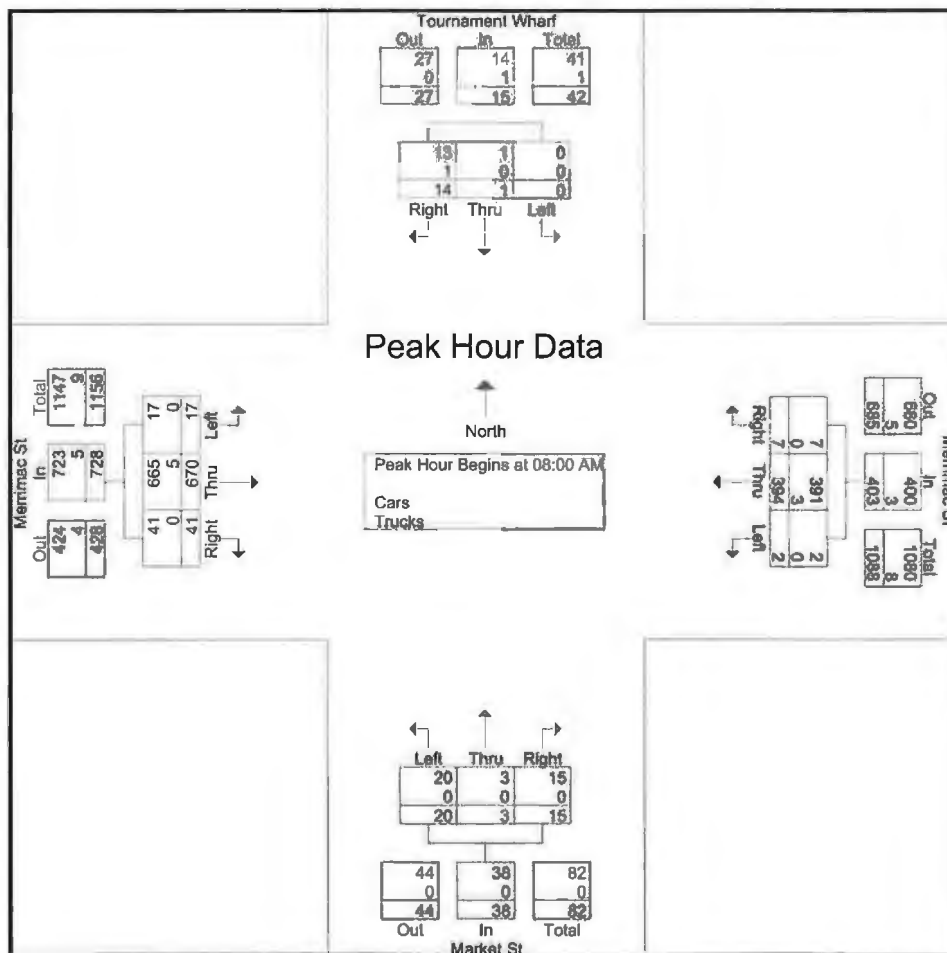 Tournament Wharf
Out In Total
27 14 41
0 1 1
27 15 42
13 1 0
1 0 0
14 1 0
Right Thru Left
Peak Hour Data
North
Peak Hour Begins at 08:00 AM
Cars
Trucks
Merrimac St
Total In Out
1147 723 424
9 5 4
1156 728 428
17 665 41
0 5 0
17 670 41
Left Thru Right
Out In Total
680 400 1080
5 3 8
685 403 1088
7 391 2
0 3 0
7 394 2
Right Thru Left
Left Thru Right
20 3 15
0 0 0
20 3 15
44 38 82
0 0 0
44 38 82
Out In Total
Market St